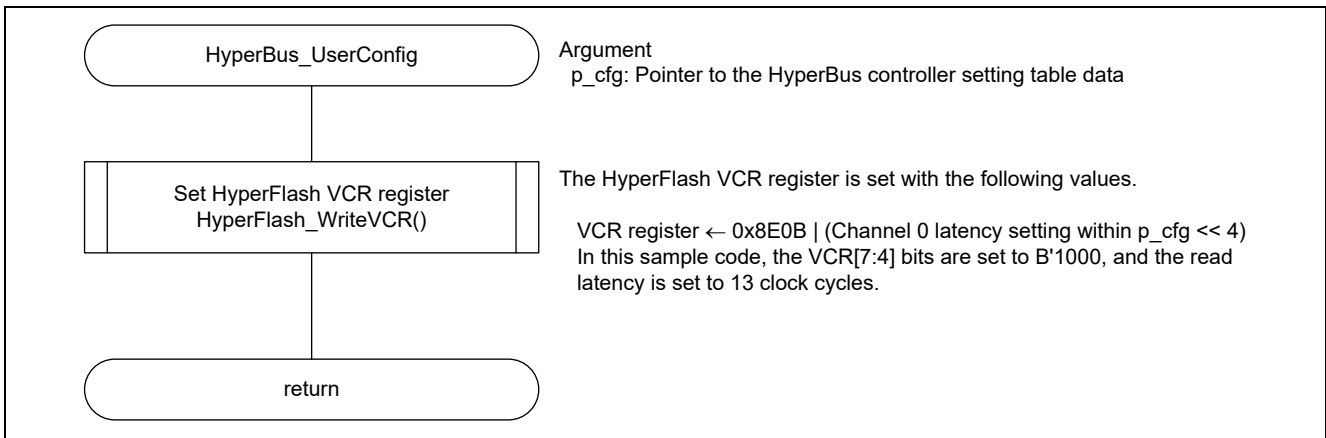 HyperBus_UserConfig
Argument
p_cfg: Pointer to the HyperBus controller setting table data
Set HyperFlash VCR register
HyperFlash_WriteVCR()
The HyperFlash VCR register is set with the following values.
VCR register ← 0x8E0B | (Channel 0 latency setting within p_cfg << 4)
In this sample code, the VCR[7:4] bits are set to B'1000, and the read
latency is set to 13 clock cycles.
return